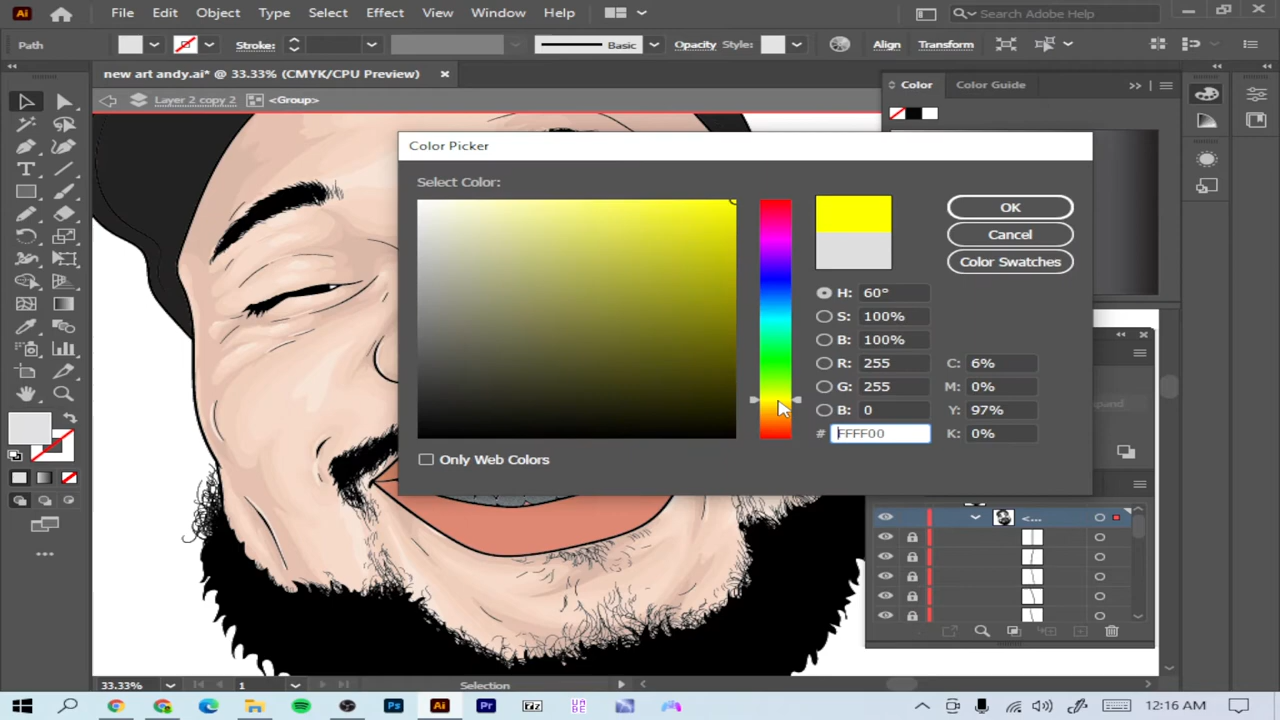 Ai File Edit Object Type Select Effect View Window Help Search Adobe Help
Path Stroke: Basic Opacity Style: Align Transform
new art andy.ai* @ 33.33% (CMYK/CPU Preview) ×
Layer 2 copy 2 <Group>
Color Color Guide
Color Picker
Select Color:
OK
Cancel
Color Swatches
H: 60°
S: 100%
B: 100%
R: 255 C: 6%
G: 255 M: 0%
B: 0 Y: 97%
# FFFF00 K: 0%
Only Web Colors
<...
33.33% 1 Selection
Ps Ai Pr 12:16 AM